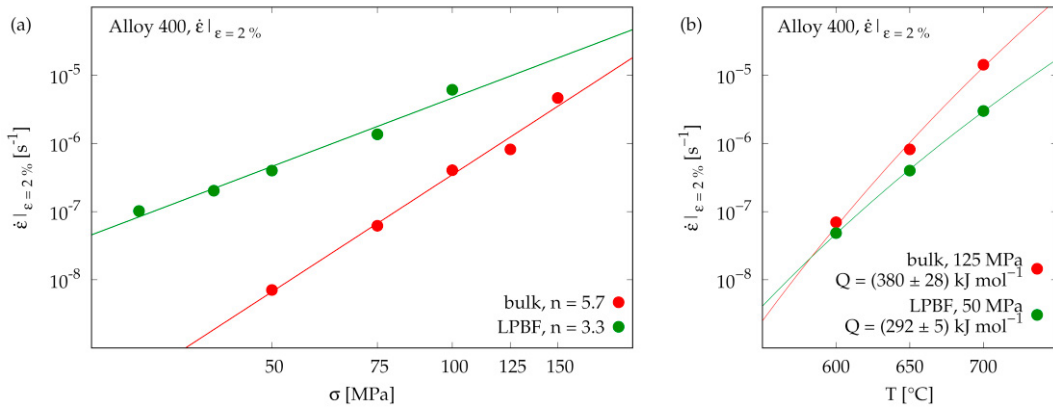 (a)
Alloy 400, ε̇|ε = 2 %
ε̇|ε = 2 % [s⁻¹]
10⁻⁵
10⁻⁶
10⁻⁷
10⁻⁸
bulk, n = 5.7
LPBF, n = 3.3
50 75 100 125 150
σ [MPa]
(b)
Alloy 400, ε̇|ε = 2 %
ε̇|ε = 2 % [s⁻¹]
10⁻⁵
10⁻⁶
10⁻⁷
10⁻⁸
bulk, 125 MPa
Q = (380 ± 28) kJ mol⁻¹
LPBF, 50 MPa
Q = (292 ± 5) kJ mol⁻¹
600 650 700
T [°C]